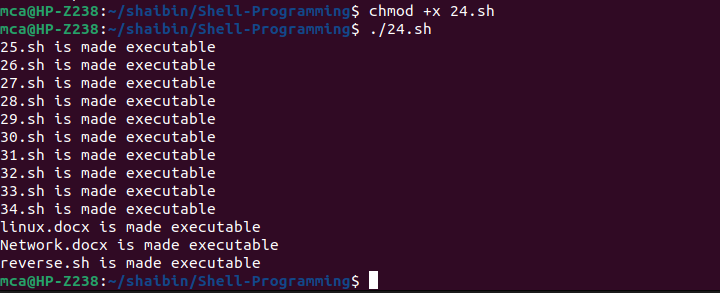 mca@HP-Z238:~/shaibin/Shell-Programming$ chmod +x 24.sh
mca@HP-Z238:~/shaibin/Shell-Programming$ ./24.sh
25.sh is made executable
26.sh is made executable
27.sh is made executable
28.sh is made executable
29.sh is made executable
30.sh is made executable
31.sh is made executable
32.sh is made executable
33.sh is made executable
34.sh is made executable
linux.docx is made executable
Network.docx is made executable
reverse.sh is made executable
mca@HP-Z238:~/shaibin/Shell-Programming$